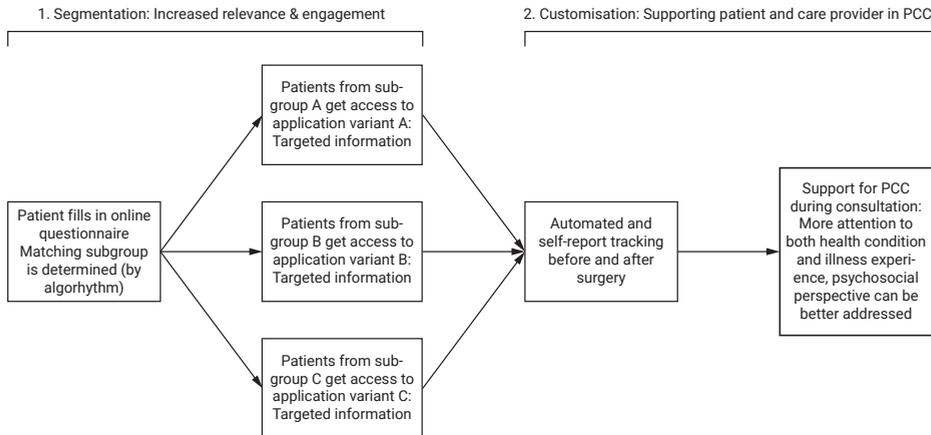 1. Segmentation: Increased relevance & engagement
2. Customisation: Supporting patient and care provider in PCC
Patients from sub-
group A get access to
application variant A:
Targeted information
Patient fills in online
questionnaire
Matching subgroup
is determined (by
algorhythm)
Patients from sub-
group B get access to
application variant B:
Targeted information
Patients from sub-
group C get access to
application variant C:
Targeted information
Automated and
self-report tracking
before and after
surgery
Support for PCC
during consultation:
More attention to
both health condition
and illness experi-
ence, psychosocial
perspective can be
better addressed